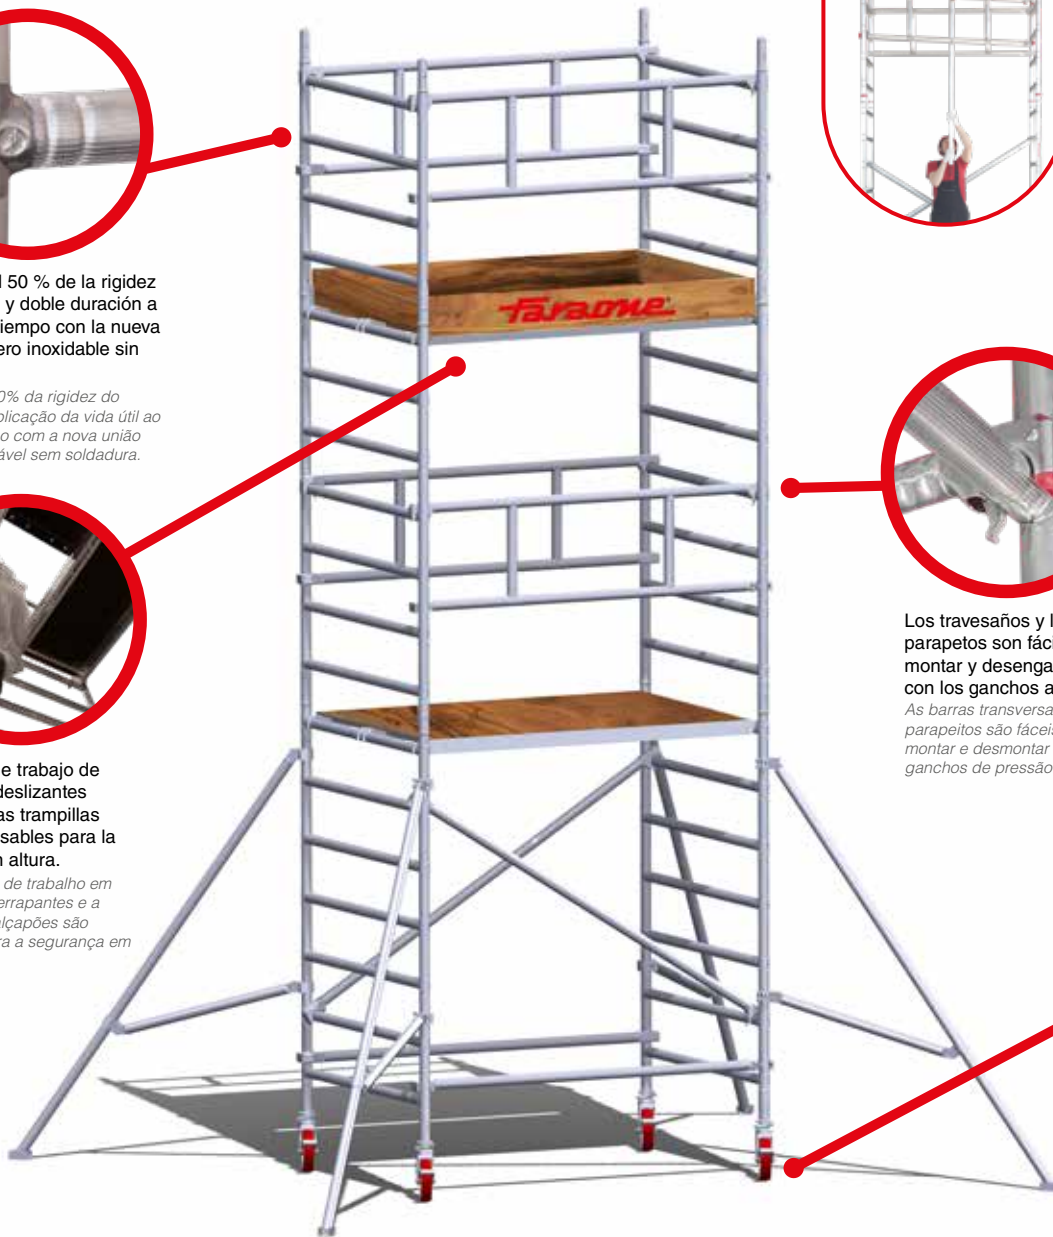 50 % de la rigidez
y doble duración a
iempo con la nueva
ero inoxidable sin
0% da rigidez do
plicação da vida útil ao
o com a nova união
ável sem soldadura.
faraone
e trabajo de
deslizantes
as trampillas
sables para la
n altura.
de trabalho em
errapantes e a
lçapões são
ra a segurança em
Los travesaños y l
parapetos son fáci
montar y desenga
con los ganchos a
As barras transversa
parapeitos são fáceis
montar e desmontar
ganchos de pressão